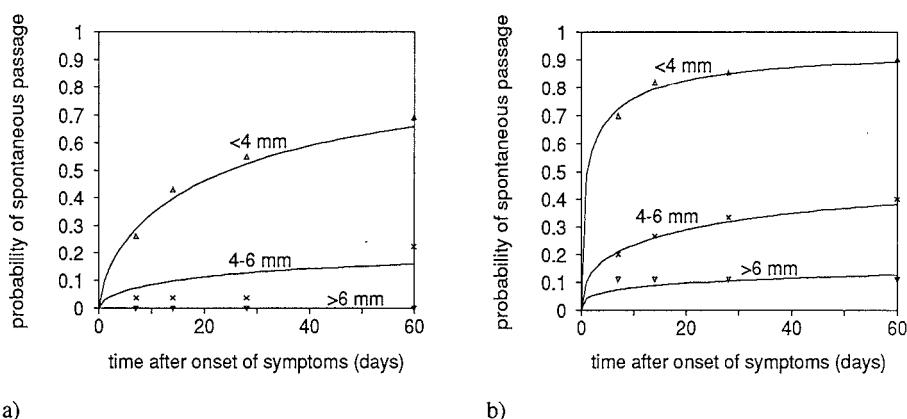 probability of spontaneous passage
1
0.9
0.8
0.7
0.6
0.5
0.4
0.3
0.2
0.1
0
<4 mm
4-6 mm
>6 mm
0
20
40
60
time after onset of symptoms (days)
a)
probability of spontaneous passage
1
0.9
0.8
0.7
0.6
0.5
0.4
0.3
0.2
0.1
0
<4 mm
4-6 mm
>6 mm
0
20
40
60
time after onset of symptoms (days)
b)